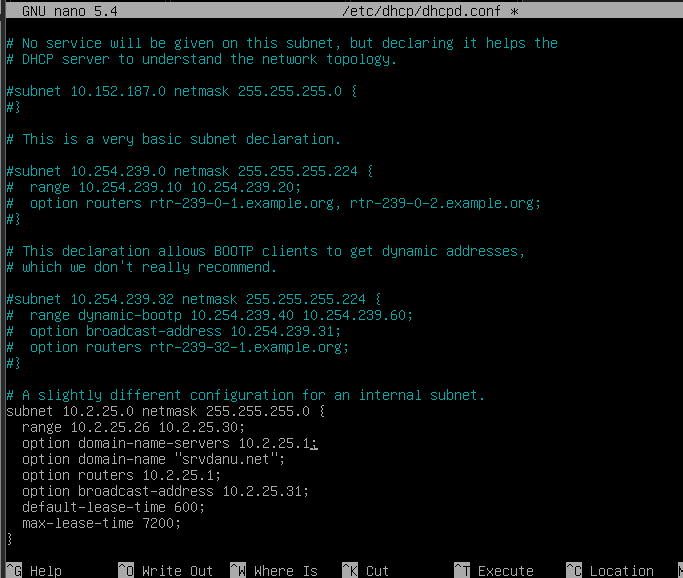 GNU nano 5.4 /etc/dhcp/dhcpd.conf *
# No service will be given on this subnet, but declaring it helps the
# DHCP server to understand the network topology.
#subnet 10.152.187.0 netmask 255.255.255.0 {
#}
# This is a very basic subnet declaration.
#subnet 10.254.239.0 netmask 255.255.255.224 {
#  range 10.254.239.10 10.254.239.20;
#  option routers rtr-239-0-1.example.org, rtr-239-0-2.example.org;
#}
# This declaration allows BOOTP clients to get dynamic addresses,
# which we don't really recommend.
#subnet 10.254.239.32 netmask 255.255.255.224 {
#  range dynamic-bootp 10.254.239.40 10.254.239.60;
#  option broadcast-address 10.254.239.31;
#  option routers rtr-239-32-1.example.org;
#}
# A slightly different configuration for an internal subnet.
subnet 10.2.25.0 netmask 255.255.255.0 {
  range 10.2.25.26 10.2.25.30;
  option domain-name-servers 10.2.25.1;
  option domain-name "srvdanu.net";
  option routers 10.2.25.1;
  option broadcast-address 10.2.25.31;
  default-lease-time 600;
  max-lease-time 7200;
}
^G Help ^O Write Out ^W Where Is ^K Cut ^T Execute ^C Location